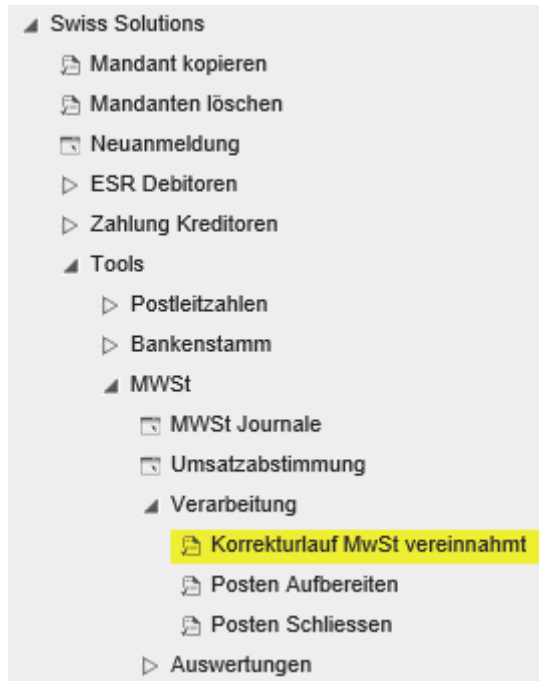 Swiss Solutions
Mandant kopieren
Mandanten löschen
Neuanmeldung
ESR Debitoren
Zahlung Kreditoren
Tools
Postleitzahlen
Bankenstamm
MWSt
MWSt Journale
Umsatzabstimmung
Verarbeitung
Korrekturlauf MwSt vereinnahmt
Posten Aufbereiten
Posten Schliessen
Auswertungen